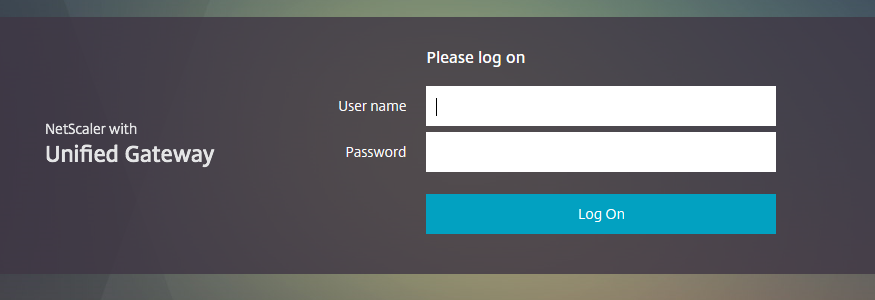 NetScaler with
Unified Gateway
Please log on
User name
Password
Log On